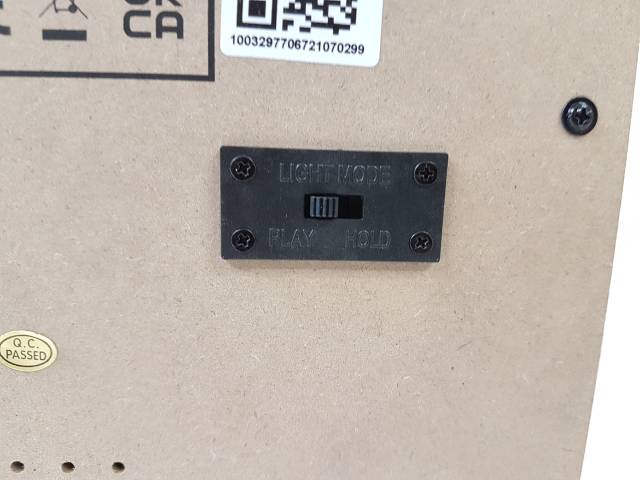 UK
CA
1003297706721070299
LIGHT MODE
PLAY HOLD
Q.C.
PASSED